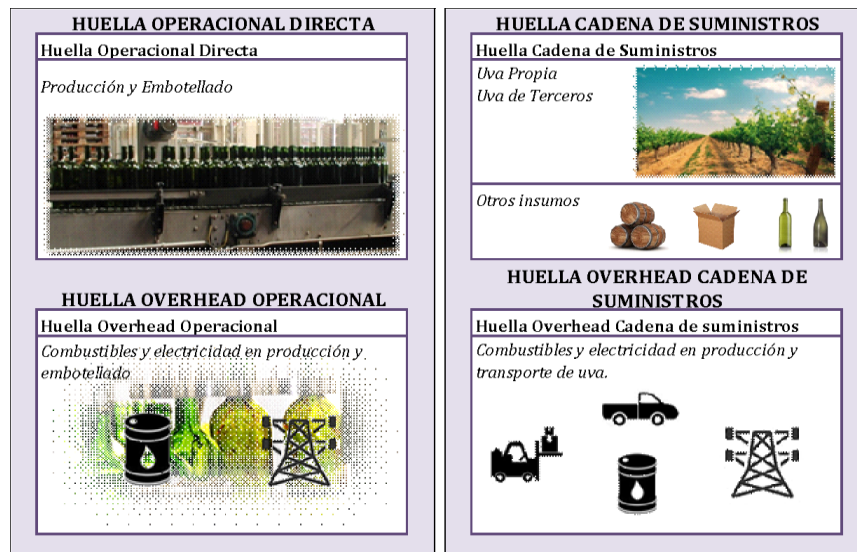 HUELLA OPERACIONAL DIRECTA
Huella Operacional Directa
Producción y Embotellado
HUELLA OVERHEAD OPERACIONAL
Huella Overhead Operacional
Combustibles y electricidad en producción y
embotellado
HUELLA CADENA DE SUMINISTROS
Huella Cadena de Suministros
Uva Propia
Uva de Terceros
Otros insumos
HUELLA OVERHEAD CADENA DE
SUMINISTROS
Huella Overhead Cadena de suministros
Combustibles y electricidad en producción y
transporte de uva.